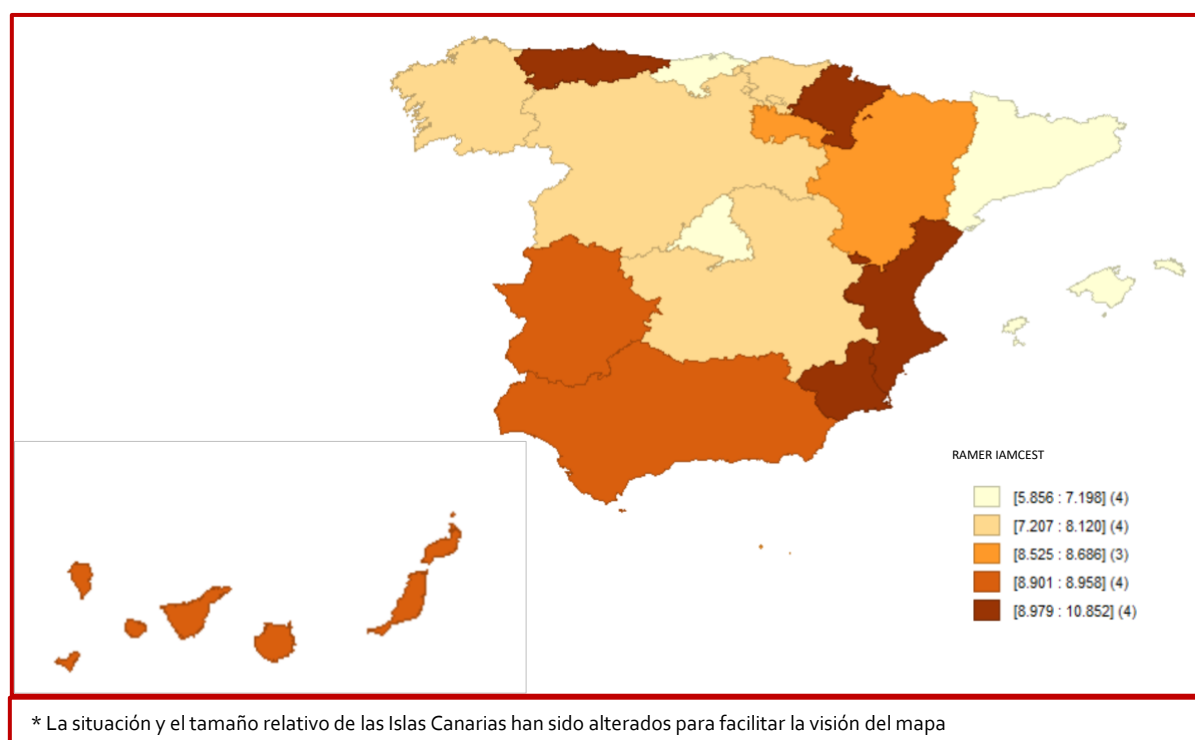 RAMER IAMCEST
[5.856 : 7.198] (4)
[7.207 : 8.120] (4)
[8.525 : 8.686] (3)
[8.901 : 8.958] (4)
[8.979 : 10.852] (4)
* La situación y el tamaño relativo de las Islas Canarias han sido alterados para facilitar la visión del mapa